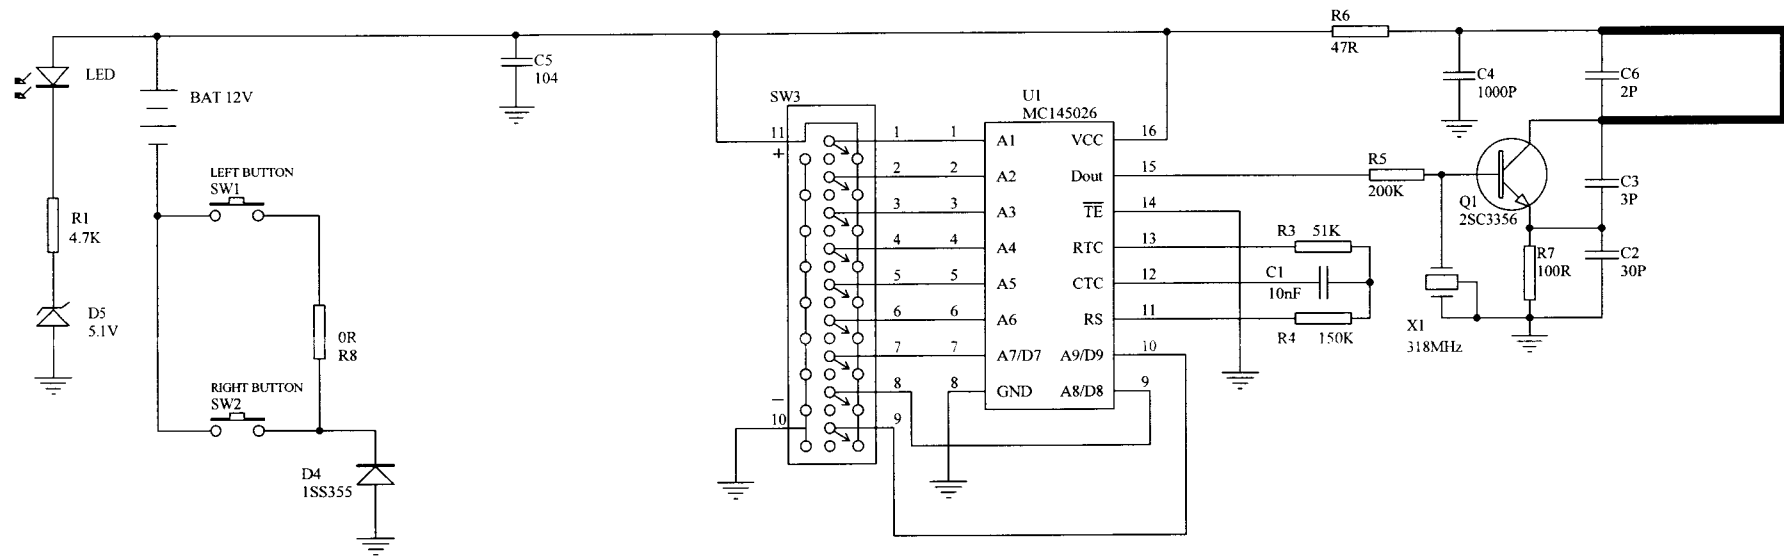 LED
BAT 12V
LEFT BUTTON
SW1
R1
4.7K
D5
5.1V
0R
R8
RIGHT BUTTON
SW2
D4
1SS355
C5
104
SW3
11
+
1
2
3
4
5
6
7
8
9
−
10
U1
MC145026
1 A1 VCC 16
2 A2 Dout 15
3 A3 TE 14
4 A4 RTC 13
5 A5 CTC 12
6 A6 RS 11
7 A7/D7 A9/D9 10
8 GND A8/D8 9
R3 51K
C1
10nF
R4 150K
R6
47R
R5
200K
C4
1000P
C6
2P
Q1
2SC3356
C3
3P
R7
100R
C2
30P
X1
318MHz